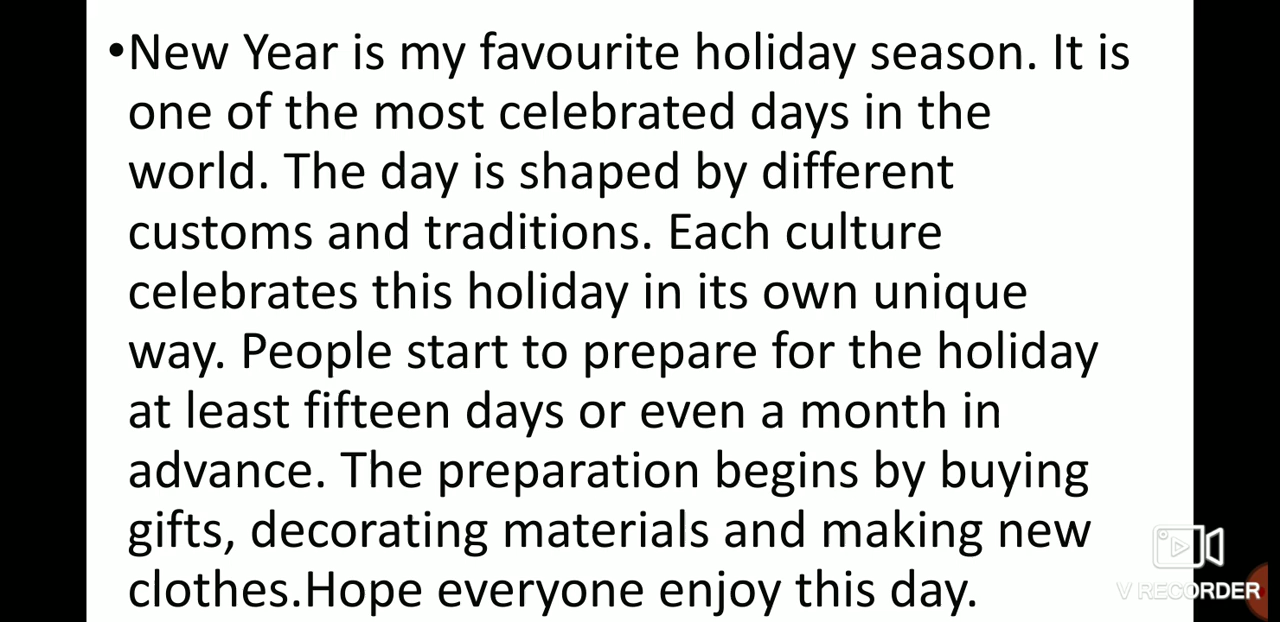 •New Year is my favourite holiday season. It is
one of the most celebrated days in the
world. The day is shaped by different
customs and traditions. Each culture
celebrates this holiday in its own unique
way. People start to prepare for the holiday
at least fifteen days or even a month in
advance. The preparation begins by buying
gifts, decorating materials and making new
clothes.Hope everyone enjoy this day.
V RECORDER